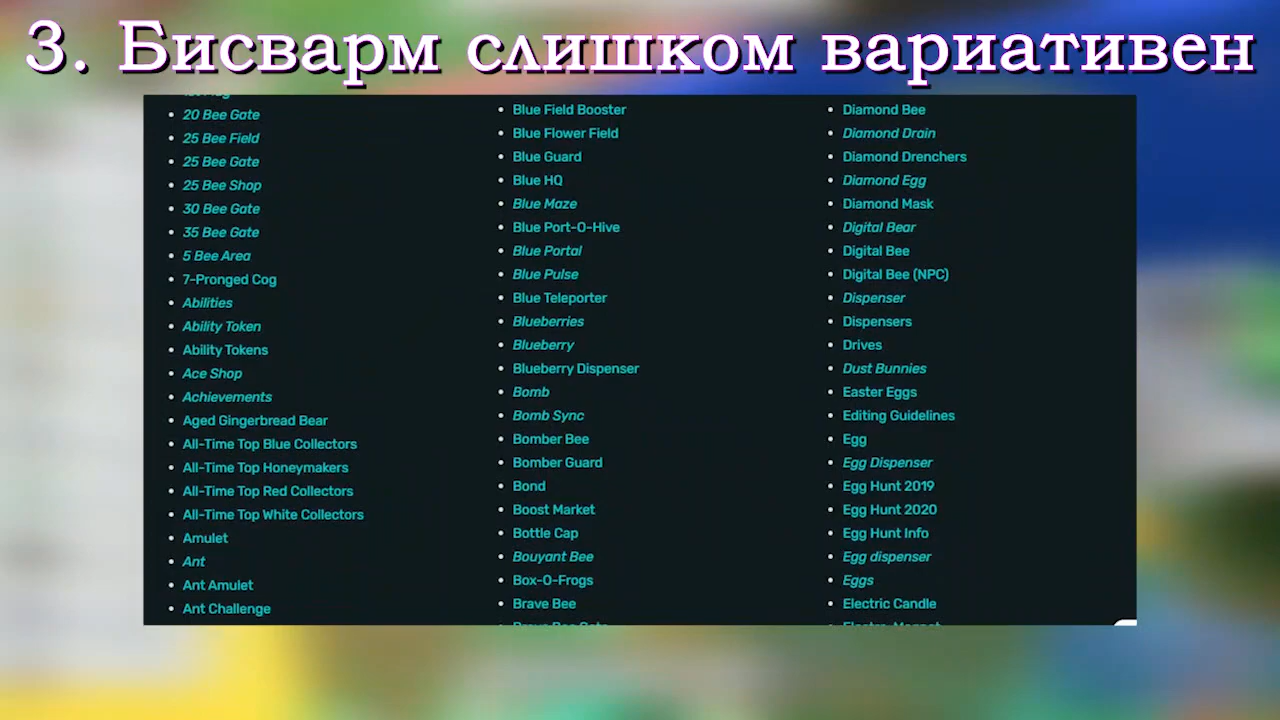 3. Бисварм слишком вариативен
20 Bee Gate
25 Bee Field
25 Bee Gate
25 Bee Shop
30 Bee Gate
35 Bee Gate
5 Bee Area
7-Pronged Cog
Abilities
Ability Token
Ability Tokens
Ace Shop
Achievements
Aged Gingerbread Bear
All-Time Top Blue Collectors
All-Time Top Honeymakers
All-Time Top Red Collectors
All-Time Top White Collectors
Amulet
Ant
Ant Amulet
Ant Challenge
Blue Field Booster
Blue Flower Field
Blue Guard
Blue HQ
Blue Maze
Blue Port-O-Hive
Blue Portal
Blue Pulse
Blue Teleporter
Blueberries
Blueberry
Blueberry Dispenser
Bomb
Bomb Sync
Bomber Bee
Bomber Guard
Bond
Boost Market
Bottle Cap
Bouyant Bee
Box-O-Frogs
Brave Bee
Diamond Bee
Diamond Drain
Diamond Drenchers
Diamond Egg
Diamond Mask
Digital Bear
Digital Bee
Digital Bee (NPC)
Dispenser
Dispensers
Drives
Dust Bunnies
Easter Eggs
Editing Guidelines
Egg
Egg Dispenser
Egg Hunt 2019
Egg Hunt 2020
Egg Hunt Info
Egg dispenser
Eggs
Electric Candle